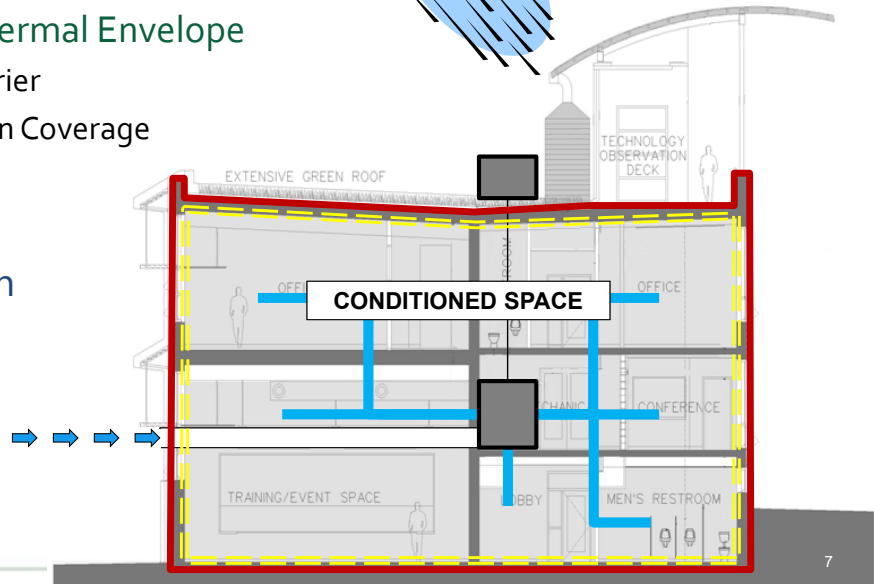 ermal Envelope
rier
n Coverage
TECHNOLOGY
OBSERVATION
DECK
EXTENSIVE GREEN ROOF
ROOM
n
OFFI
OFFICE
CONDITIONED SPACE
ECHANIC
CONFERENCE
TRAINING/EVENT SPACE
LOBBY
MEN'S RESTROOM
7